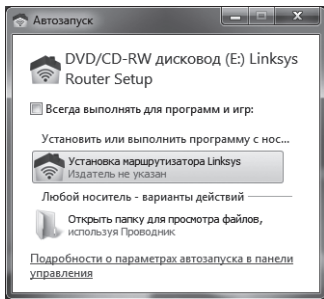 Автозапуск
DVD/CD-RW дисковод (E:) Linksys
Router Setup
Всегда выполнять для программ и игр:
Установить или выполнить программу с нос...
Установка маршрутизатора Linksys
Издатель не указан
Любой носитель - варианты действий
Открыть папку для просмотра файлов,
используя Проводник
Подробности о параметрах автозапуска в панели
управления